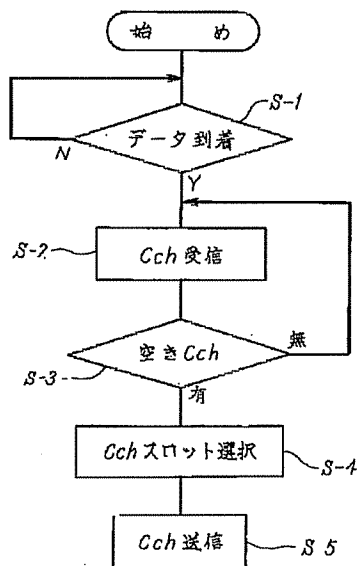 始め
S-1
データ到着
N
Y
S-2
Cch受信
空きCch
無
S-3
有
Cchスロット選択
S-4
Cch送信
S5